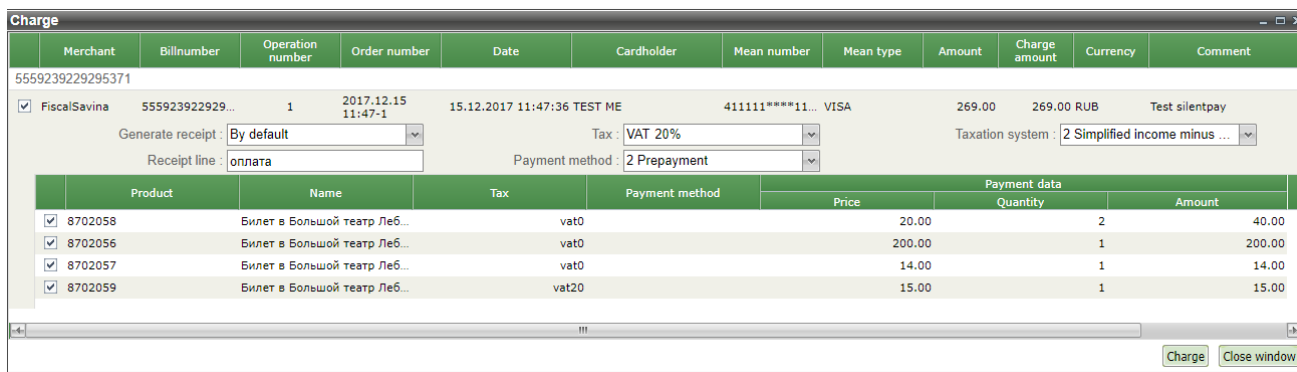 Charge
Merchant Billnumber Operation number Order number Date Cardholder Mean number Mean type Amount Charge amount Currency Comment
5559239229295371
FiscalSavina 555923922929... 1 2017.12.15 11:47-1 15.12.2017 11:47:36 TEST ME 411111****11... VISA 269.00 269.00 RUB Test silentpay
Generate receipt : By default Tax : VAT 20% Taxation system : 2 Simplified income minus ...
Receipt line : оплата Payment method : 2 Prepayment
Product Name Tax Payment method Payment data
Price Quantity Amount
8702058 Билет в Большой театр Леб... vat0 20.00 2 40.00
8702056 Билет в Большой театр Леб... vat0 200.00 1 200.00
8702057 Билет в Большой театр Леб... vat0 14.00 1 14.00
8702059 Билет в Большой театр Леб... vat20 15.00 1 15.00
Charge Close window